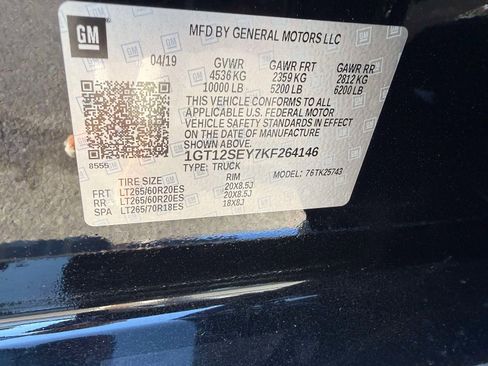 GM
MFD BY GENERAL MOTORS LLC
04/19 GVWR GAWR FRT GAWR RR
4536 KG 2359 KG 2812 KG
10000 LB 5200 LB 6200 LB
THIS VEHICLE CONFORMS TO ALL
APPLICABLE U.S. FEDERAL MOTOR
VEHICLE SAFETY STANDARDS IN EFFECT
ON THE DATE OF MANUFACTURE
SHOWN ABOVE.
1GT12SEY7KF264146
8555 TYPE: TRUCK MODEL: 76TK25743
TIRE SIZE RIM
FRT LT265/60R20ES 20X8.5J
RR LT265/60R20ES 20X8.5J
SPA LT265/70R18ES 18X8J